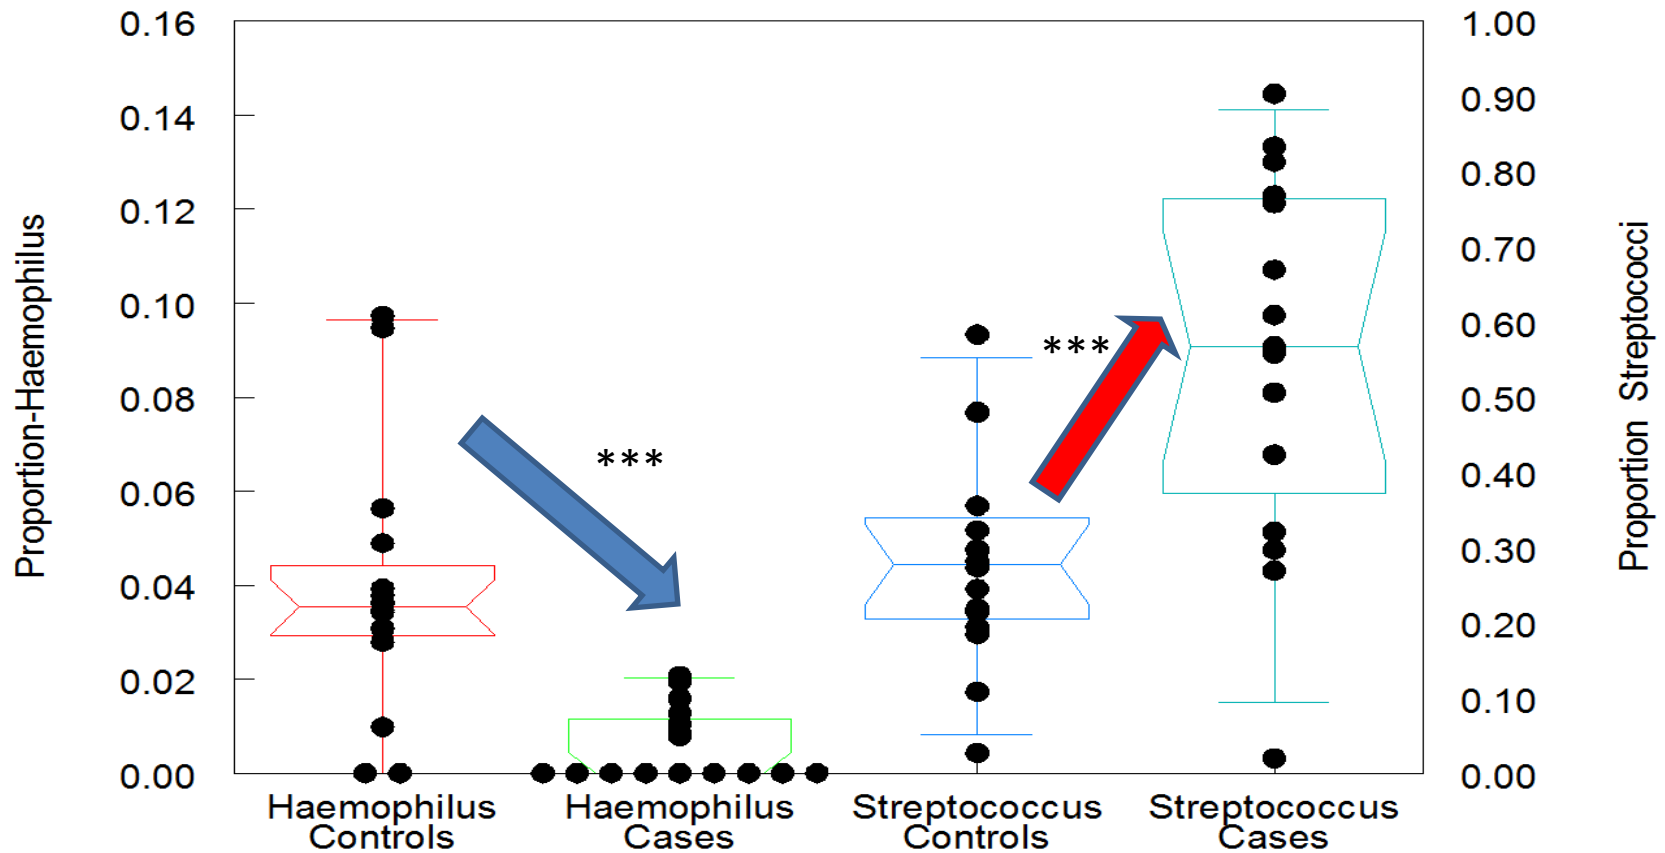 Proportion-Haemophilus
0.16
0.14
0.12
0.10
0.08
0.06
0.04
0.02
0.00
***
***
1.00
0.90
0.80
0.70
0.60
0.50
0.40
0.30
0.20
0.10
0.00
Proportion Streptococci
Haemophilus
Controls
Haemophilus
Cases
Streptococcus
Controls
Streptococcus
Cases